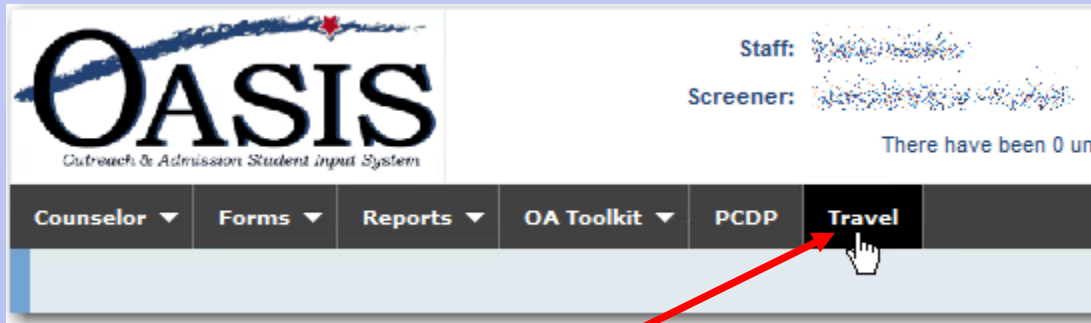 OASIS
Outreach & Admission Student Input System
Staff:
Screener:
There have been 0 un
Counselor Forms Reports OA Toolkit PCDP Travel